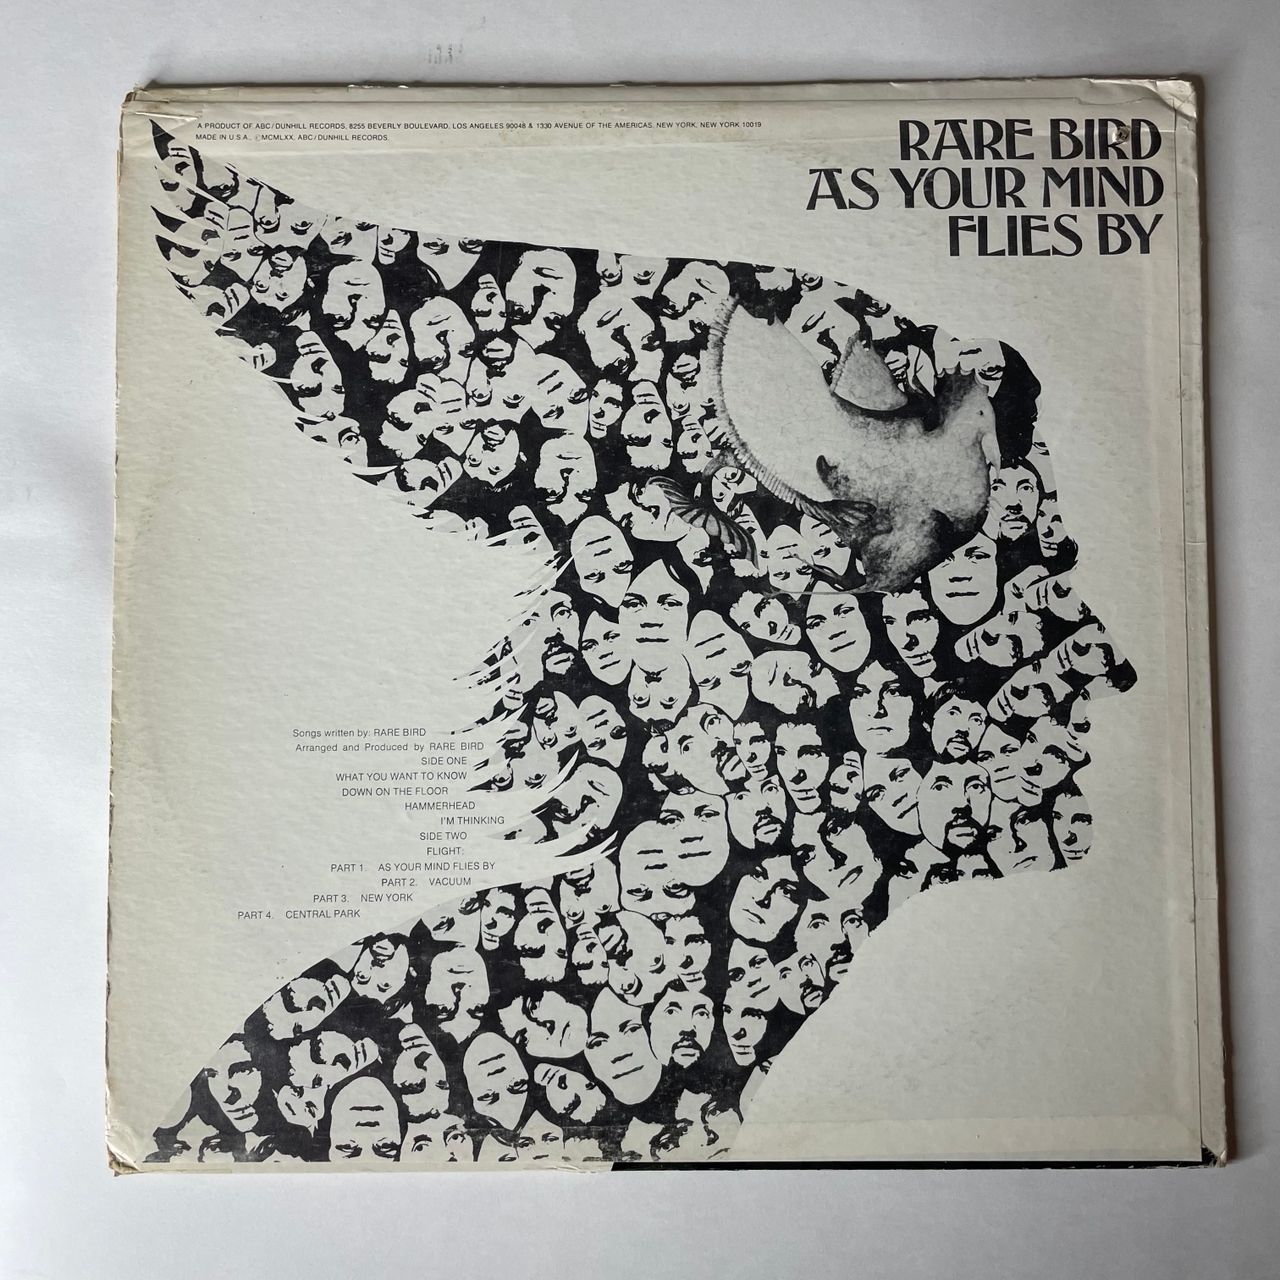 A PRODUCT OF ABC/DUNHILL RECORDS, 8255 BEVERLY BOULEVARD, LOS ANGELES 90048 & 1330 AVENUE OF THE AMERICAS, NEW YORK, NEW YORK 10019
MADE IN U.S.A., ©MCMLXX, ABC/DUNHILL RECORDS.
RARE BIRD
AS YOUR MIND
FLIES BY
Songs written by: RARE BIRD
Arranged and Produced by RARE BIRD
SIDE ONE
WHAT YOU WANT TO KNOW
DOWN ON THE FLOOR
HAMMERHEAD
I'M THINKING
SIDE TWO
FLIGHT:
PART 1. AS YOUR MIND FLIES BY
PART 2. VACUUM
PART 3. NEW YORK
PART 4. CENTRAL PARK